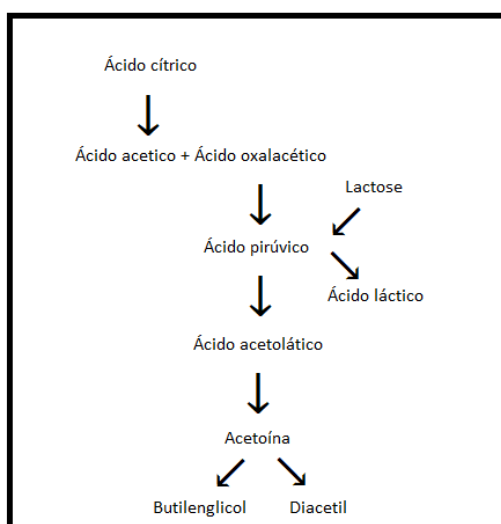 Ácido cítrico
Ácido acetico + Ácido oxalacético
Lactose
Ácido pirúvico
Ácido láctico
Ácido acetolático
Acetoína
Butilenglicol Diacetil